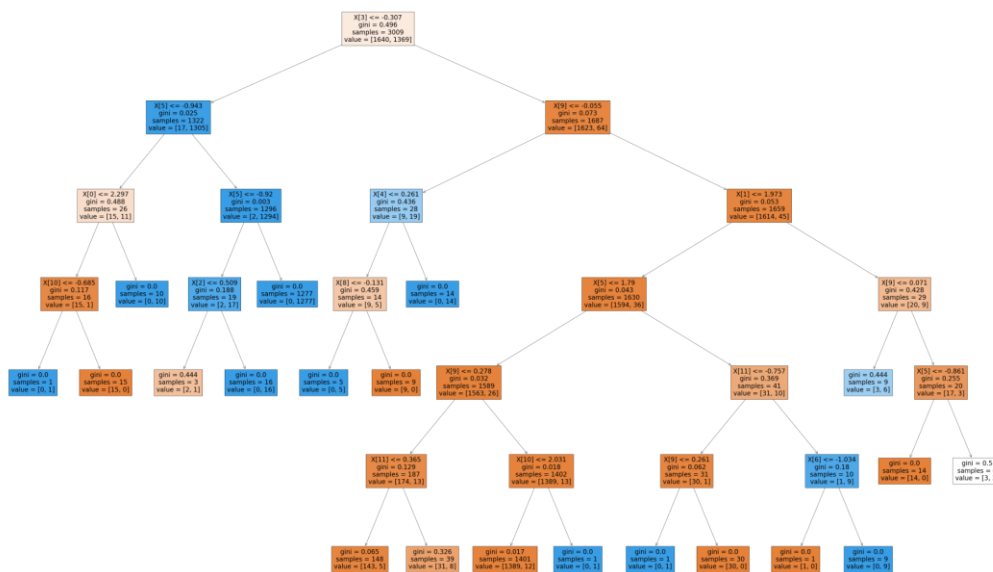 X[3] <= -0.307
gini = 0.496
samples = 3009
value = [1640, 1369]
X[5] <= -0.943
gini = 0.025
samples = 1322
value = [17, 1305]
X[9] <= -0.055
gini = 0.073
samples = 1687
value = [1623, 64]
X[0] <= 2.297
gini = 0.488
samples = 26
value = [15, 11]
X[5] <= -0.92
gini = 0.003
samples = 1296
value = [2, 1294]
X[4] <= 0.261
gini = 0.436
samples = 28
value = [9, 19]
X[1] <= 1.973
gini = 0.053
samples = 1659
value = [1614, 45]
X[10] <= -0.685
gini = 0.117
samples = 16
value = [15, 1]
gini = 0.0
samples = 10
value = [0, 10]
X[2] <= 0.509
gini = 0.188
samples = 19
value = [2, 17]
gini = 0.0
samples = 1277
value = [0, 1277]
X[8] <= -0.131
gini = 0.459
samples = 14
value = [9, 5]
gini = 0.0
samples = 14
value = [0, 14]
X[5] <= 1.79
gini = 0.043
samples = 1630
value = [1594, 36]
X[9] <= 0.071
gini = 0.428
samples = 29
value = [20, 9]
gini = 0.0
samples = 1
value = [0, 1]
gini = 0.0
samples = 15
value = [15, 0]
gini = 0.444
samples = 3
value = [2, 1]
gini = 0.0
samples = 16
value = [0, 16]
gini = 0.0
samples = 5
value = [0, 5]
gini = 0.0
samples = 9
value = [9, 0]
X[9] <= 0.278
gini = 0.032
samples = 1589
value = [1563, 26]
X[11] <= -0.757
gini = 0.369
samples = 41
value = [31, 10]
gini = 0.444
samples = 9
value = [3, 6]
X[5] <= -0.861
gini = 0.255
samples = 20
value = [17, 3]
X[11] <= 0.365
gini = 0.129
samples = 187
value = [174, 13]
X[10] <= 2.031
gini = 0.018
samples = 1402
value = [1389, 13]
X[9] <= 0.261
gini = 0.062
samples = 31
value = [30, 1]
X[6] <= -1.034
gini = 0.18
samples = 10
value = [1, 9]
gini = 0.0
samples = 14
value = [14, 0]
gini = 0.5
samples =
value = [3,
gini = 0.065
samples = 148
value = [143, 5]
gini = 0.326
samples = 39
value = [31, 8]
gini = 0.017
samples = 1401
value = [1389, 12]
gini = 0.0
samples = 1
value = [0, 1]
gini = 0.0
samples = 1
value = [0, 1]
gini = 0.0
samples = 30
value = [30, 0]
gini = 0.0
samples = 1
value = [1, 0]
gini = 0.0
samples = 9
value = [0, 9]